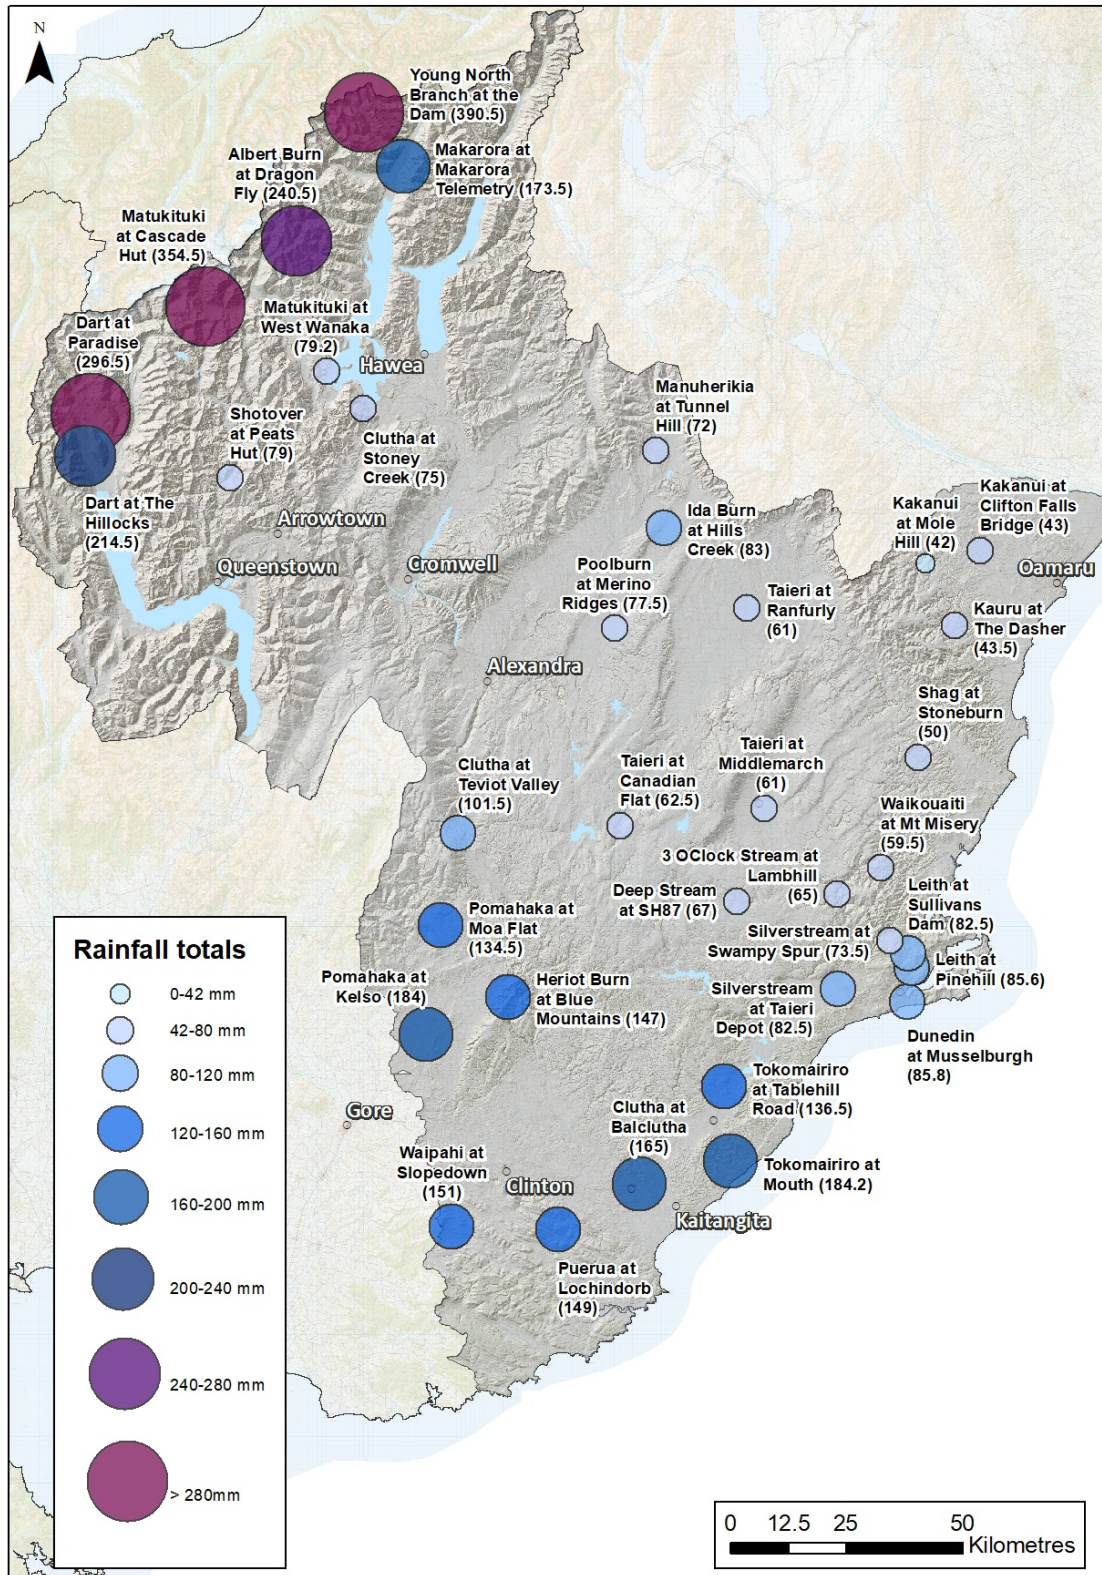 N
Young North
Branch at the
Dam (390.5)
Albert Burn
at Dragon
Fly (240.5)
Makarora at
Makarora
Telemetry (173.5)
Matukituki
at Cascade
Hut (354.5)
Matukituki at
West Wanaka
(79.2)
Dart at
Paradise
(296.5)
Hawea
Shotover
at Peats
Hut (79)
Clutha at
Stoney
Creek (75)
Manuherikia
at Tunnel
Hill (72)
Dart at The
Hillocks
(214.5)
Arrowtown
Queenstown
Cromwell
Ida Burn
at Hills
Creek (83)
Kakanui
at Mole
Hill (42)
Kakanui at
Clifton Falls
Bridge (43)
Oamaru
Poolburn
at Merino
Ridges (77.5)
Taieri at
Ranfurly
(61)
Kauru at
The Dasher
(43.5)
Alexandra
Shag at
Stoneburn
(50)
Clutha at
Teviot Valley
(101.5)
Taieri at
Canadian
Flat (62.5)
Taieri at
Middlemarch
(61)
Waikouaiti
at Mt Misery
(59.5)
3 OClock Stream at
Lambhill
(65)
Deep Stream
at SH87 (67)
Leith at
Sullivans
Dam (82.5)
Pomahaka at
Moa Flat
(134.5)
Silverstream at
Swampy Spur (73.5)
Leith at
Pinehill (85.6)
Pomahaka at
Kelso (184)
Heriot Burn
at Blue
Mountains (147)
Silverstream
at Taieri
Depot (82.5)
Dunedin
at Musselburgh
(85.8)
Tokomairiro
at Tablehill
Road (136.5)
Gore
Clutha at
Balclutha
(165)
Waipahi at
Slopedown
(151)
Clinton
Tokomairiro at
Mouth (184.2)
Kaitangita
Puerua at
Lochindorb
(149)
Rainfall totals
0-42 mm
42-80 mm
80-120 mm
120-160 mm
160-200 mm
200-240 mm
240-280 mm
> 280mm
0 12.5 25 50
Kilometres